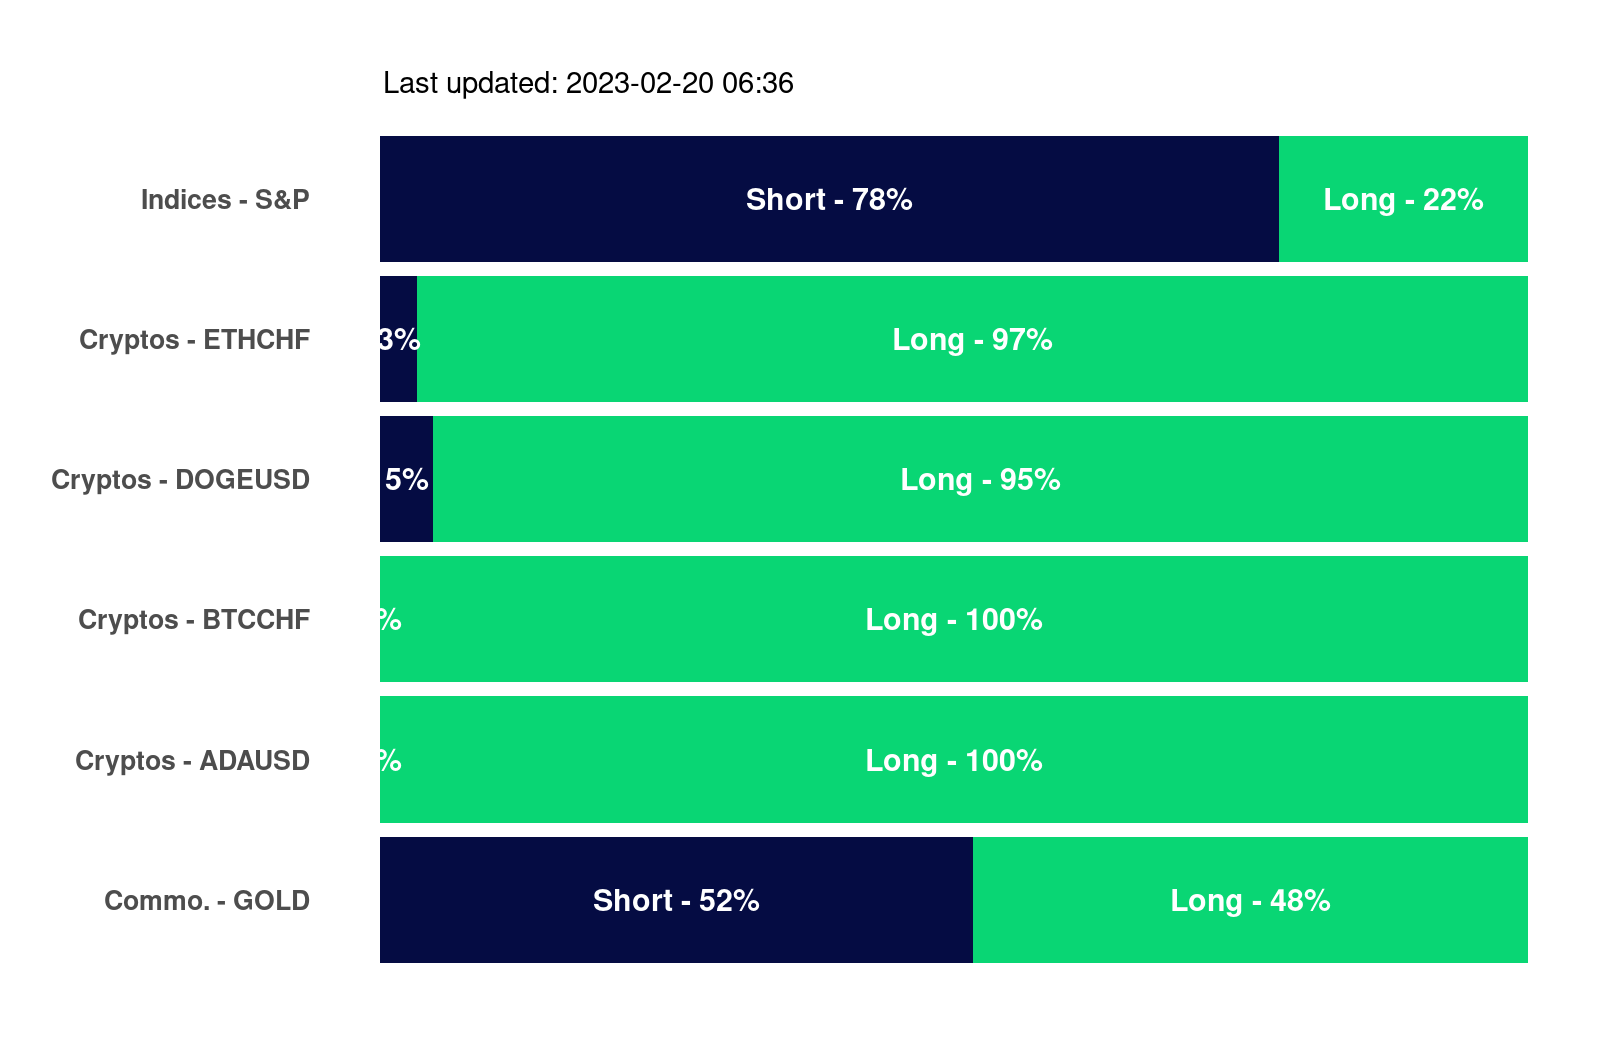 Last updated: 2023-02-20 06:36
Indices - S&P Short - 78% Long - 22%
Cryptos - ETHCHF 3% Long - 97%
Cryptos - DOGEUSD 5% Long - 95%
Cryptos - BTCCHF % Long - 100%
Cryptos - ADAUSD % Long - 100%
Commo. - GOLD Short - 52% Long - 48%